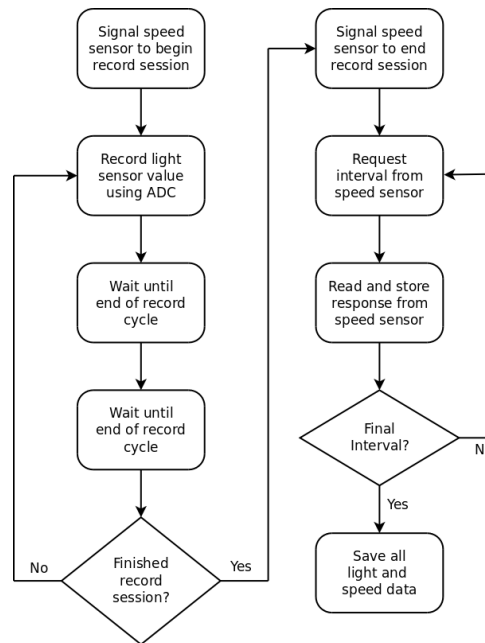 Signal speed
sensor to begin
record session
Record light
sensor value
using ADC
Wait until
end of record
cycle
Wait until
end of record
cycle
Finished
record
session?
No
Yes
Signal speed
sensor to end
record session
Request
interval from
speed sensor
Read and store
response from
speed sensor
Final
Interval?
N
Yes
Save all
light and
speed data